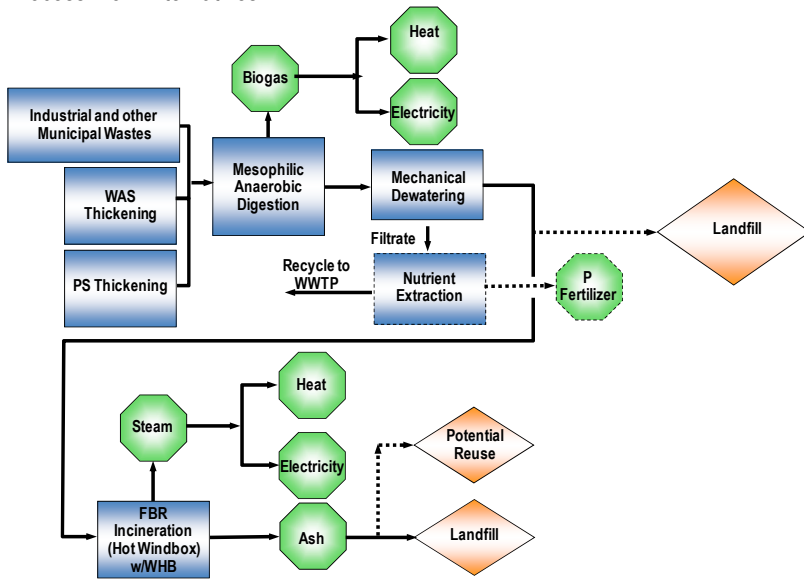 Heat
Biogas
Electricity
Industrial and other
Municipal Wastes
Mesophilic
Anaerobic
Digestion
Mechanical
Dewatering
WAS
Thickening
Landfill
Filtrate
PS Thickening
Recycle to
WWTP
Nutrient
Extraction
P
Fertilizer
Heat
Steam
Potential
Reuse
Electricity
FBR
Incineration
(Hot Windbox)
w/WHB
Ash
Landfill